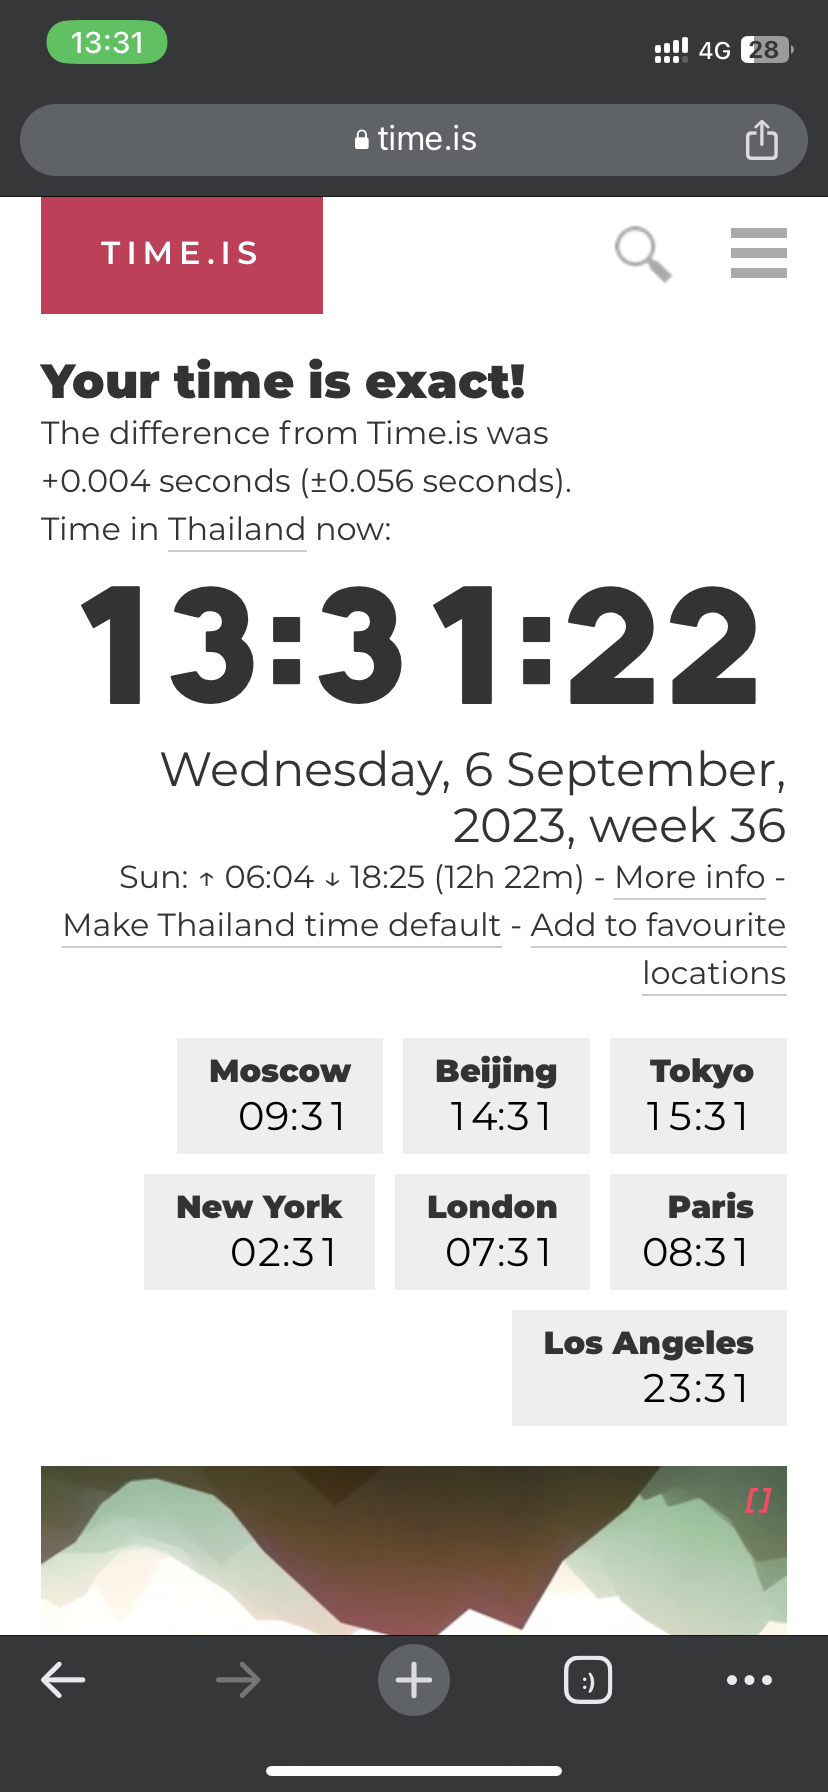 13:31
4G 28
time.is
TIME.IS
Your time is exact!
The difference from Time.is was
+0.004 seconds (±0.056 seconds).
Time in Thailand now:
13:31:22
Wednesday, 6 September,
2023, week 36
Sun: ↑ 06:04 ↓ 18:25 (12h 22m) - More info -
Make Thailand time default - Add to favourite
locations
Moscow Beijing Tokyo
09:31 14:31 15:31
New York London Paris
02:31 07:31 08:31
Los Angeles
23:31
[]
:)